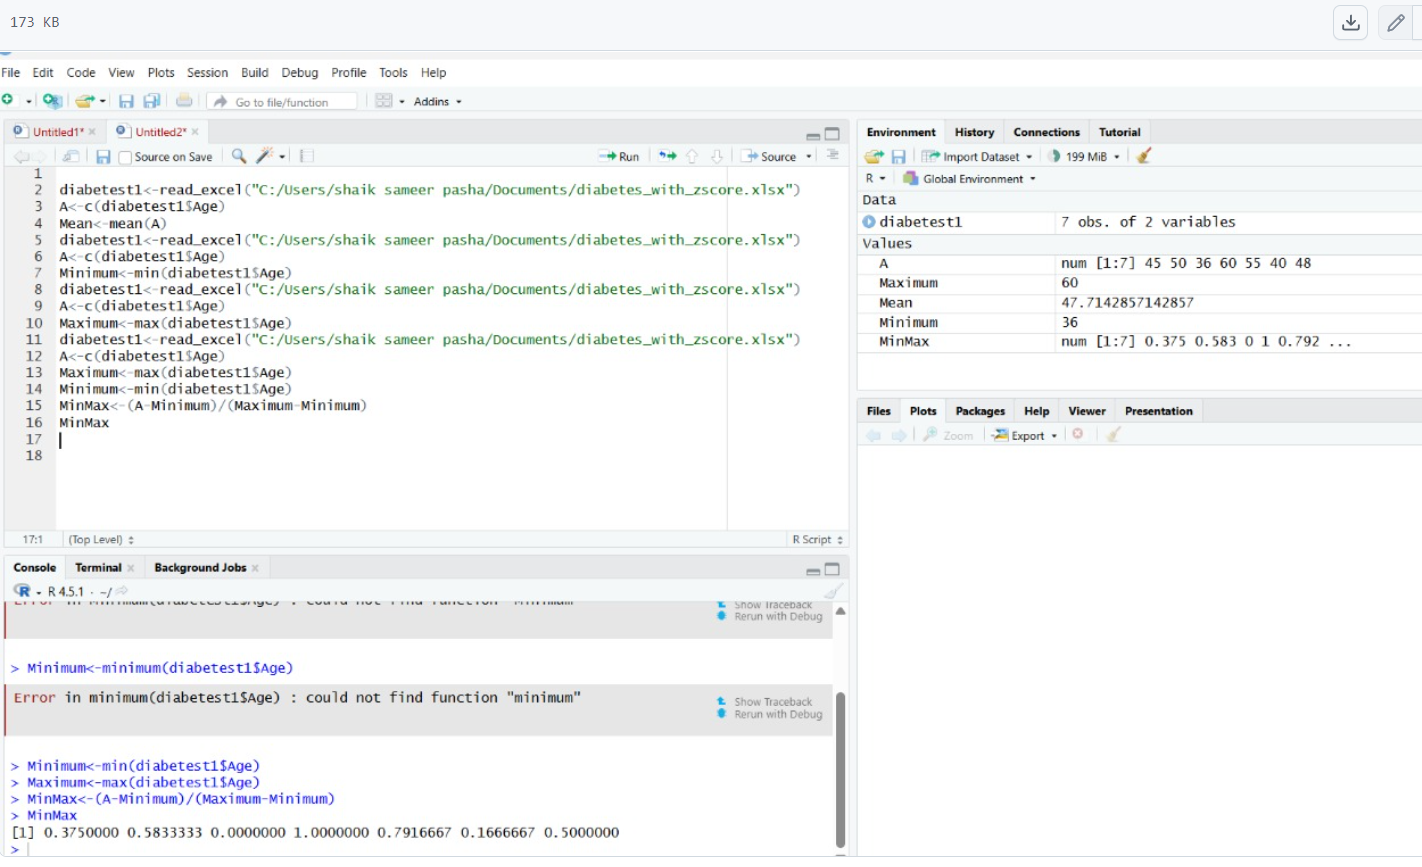 173 KB
File Edit Code View Plots Session Build Debug Profile Tools Help
Go to file/function Addins
Untitled1* Untitled2*
Source on Save Run Source
1
2 diabetest1<-read_excel("C:/Users/shaik sameer pasha/Documents/diabetes_with_zscore.xlsx")
3 A<-c(diabetest1$Age)
4 Mean<-mean(A)
5 diabetest1<-read_excel("C:/Users/shaik sameer pasha/Documents/diabetes_with_zscore.xlsx")
6 A<-c(diabetest1$Age)
7 Minimum<-min(diabetest1$Age)
8 diabetest1<-read_excel("C:/Users/shaik sameer pasha/Documents/diabetes_with_zscore.xlsx")
9 A<-c(diabetest1$Age)
10 Maximum<-max(diabetest1$Age)
11 diabetest1<-read_excel("C:/Users/shaik sameer pasha/Documents/diabetes_with_zscore.xlsx")
12 A<-c(diabetest1$Age)
13 Maximum<-max(diabetest1$Age)
14 Minimum<-min(diabetest1$Age)
15 MinMax<-(A-Minimum)/(Maximum-Minimum)
16 MinMax
17
18
17:1 (Top Level) R Script
Console Terminal Background Jobs
R R 4.5.1 · ~/
Error in Minimum(diabetest1$Age) : could not find function "Minimum"
Show Traceback
Rerun with Debug
> Minimum<-minimum(diabetest1$Age)
Error in minimum(diabetest1$Age) : could not find function "minimum"
Show Traceback
Rerun with Debug
> Minimum<-min(diabetest1$Age)
> Maximum<-max(diabetest1$Age)
> MinMax<-(A-Minimum)/(Maximum-Minimum)
> MinMax
[1] 0.3750000 0.5833333 0.0000000 1.0000000 0.7916667 0.1666667 0.5000000
>
Environment History Connections Tutorial
Import Dataset 199 MiB
R Global Environment
Data
diabetest1 7 obs. of 2 variables
Values
A num [1:7] 45 50 36 60 55 40 48
Maximum 60
Mean 47.7142857142857
Minimum 36
MinMax num [1:7] 0.375 0.583 0 1 0.792 ...
Files Plots Packages Help Viewer Presentation
Zoom Export